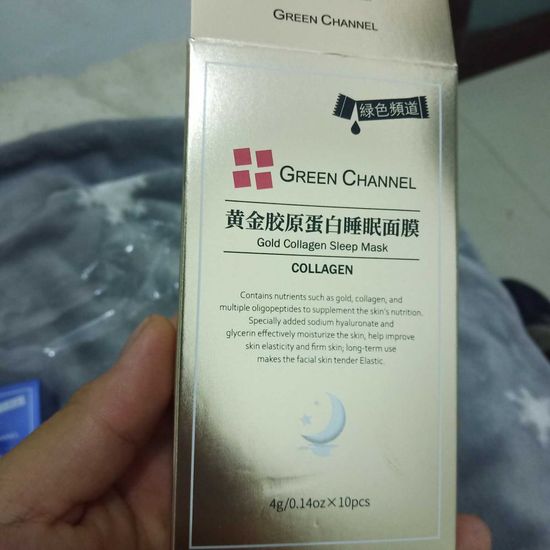 GREEN CHANNEL
緑色頻道
GREEN CHANNEL
黄金胶原蛋白睡眠面膜
Gold Collagen Sleep Mask
COLLAGEN
Contains nutrients such as gold, collagen, and
multiple oligopeptides to supplement the skin's nutrition.
Specially added sodium hyaluronate and
glycerin effectively moisturize the skin, help improve
skin elasticity and firm skin; long-term use
makes the facial skin tender Elastic.
4g/0.14oz×10pcs